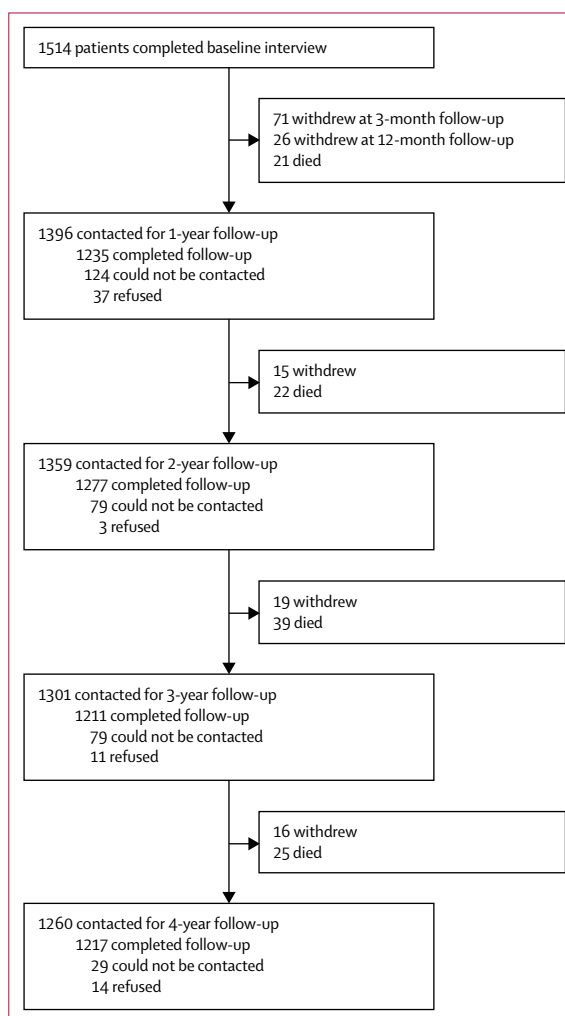 1514 patients completed baseline interview
71 withdrew at 3-month follow-up
26 withdrew at 12-month follow-up
21 died
1396 contacted for 1-year follow-up
1235 completed follow-up
124 could not be contacted
37 refused
15 withdrew
22 died
1359 contacted for 2-year follow-up
1277 completed follow-up
79 could not be contacted
3 refused
19 withdrew
39 died
1301 contacted for 3-year follow-up
1211 completed follow-up
79 could not be contacted
11 refused
16 withdrew
25 died
1260 contacted for 4-year follow-up
1217 completed follow-up
29 could not be contacted
14 refused